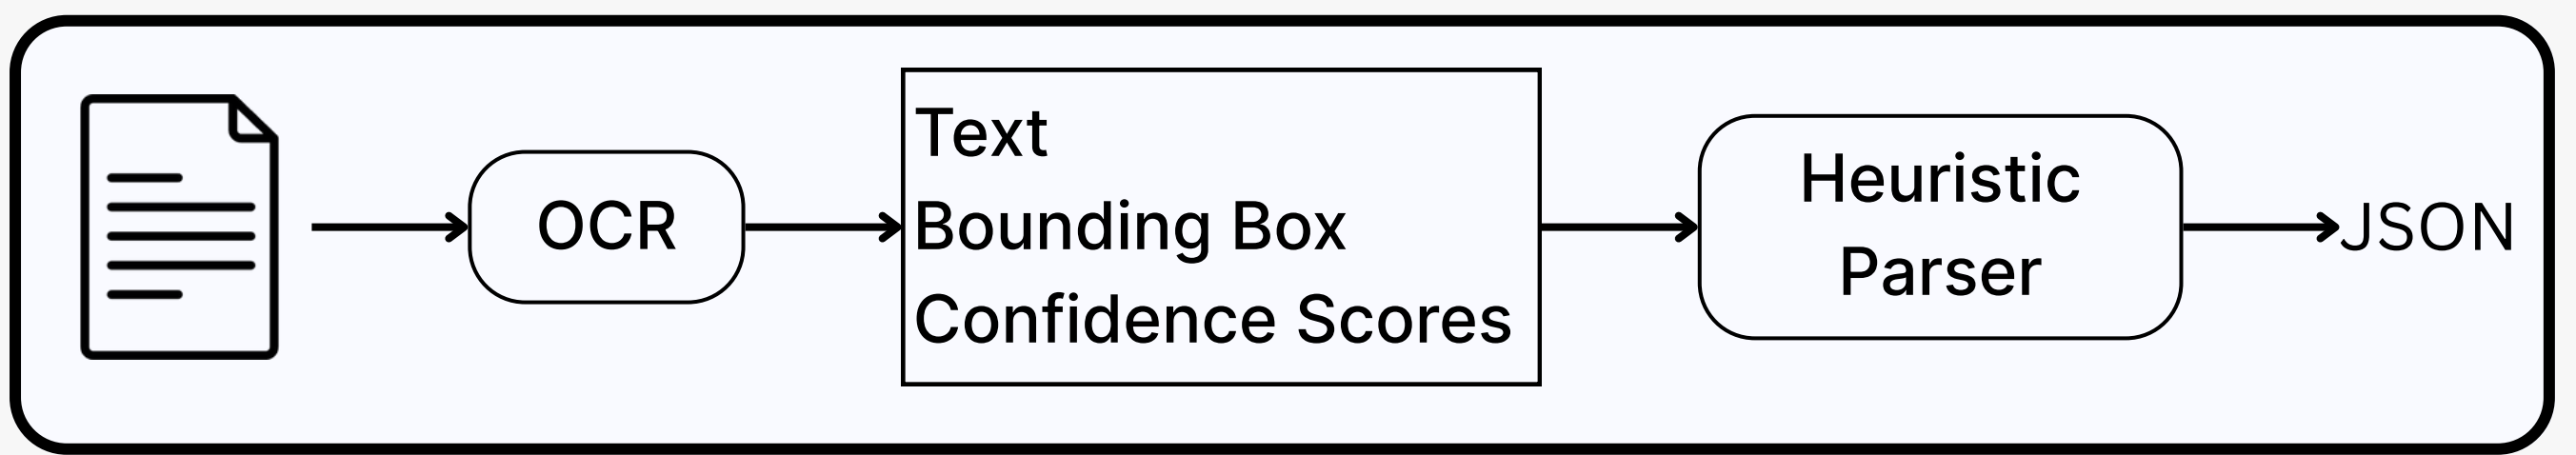 OCR
Text
Bounding Box
Confidence Scores
Heuristic
Parser
JSON